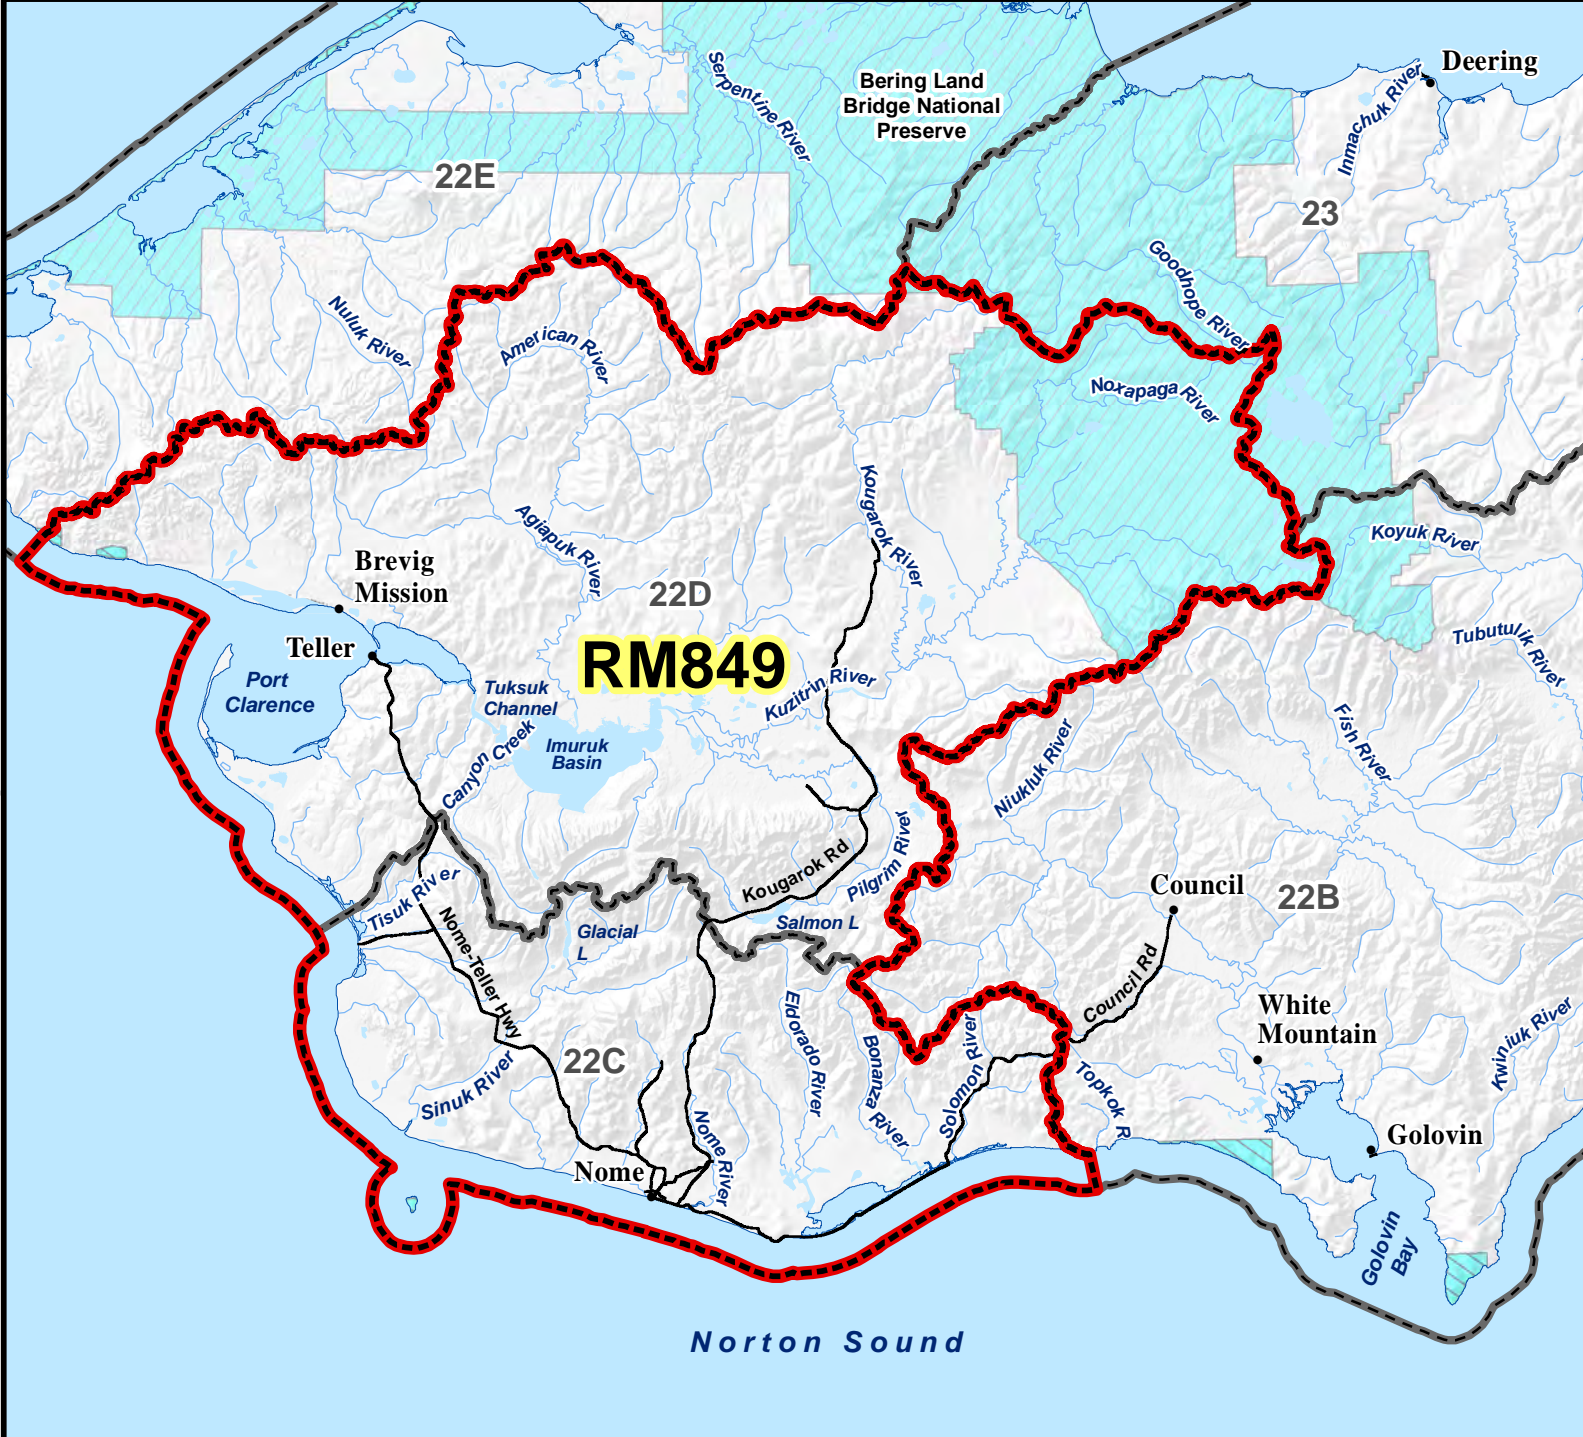 Deering
Bering Land
Bridge National
Preserve
Serpentine River
Inmachuk River
22E
23
Goodhope River
Nuluk River
American River
Noxapaga River
Kougarok River
Agiapuk River
Koyuk River
Brevig
Mission
22D
Teller
RM849
Tubutulik River
Port
Clarence
Tuksuk
Channel
Kuzitrin River
Fish River
Canyon Creek
Imuruk
Basin
Niukluk River
Pilgrim River
Kougarok Rd
Tisuk River
Council
22B
Salmon L
Glacial
L
Nome-Teller Hwy
Council Rd
White
Mountain
Eldorado River
Bonanza
River
Solomon River
Kwiniuk River
22C
Sinuk River
Topkok R
Nome River
Golovin
Nome
Golovin
Bay
Norton Sound